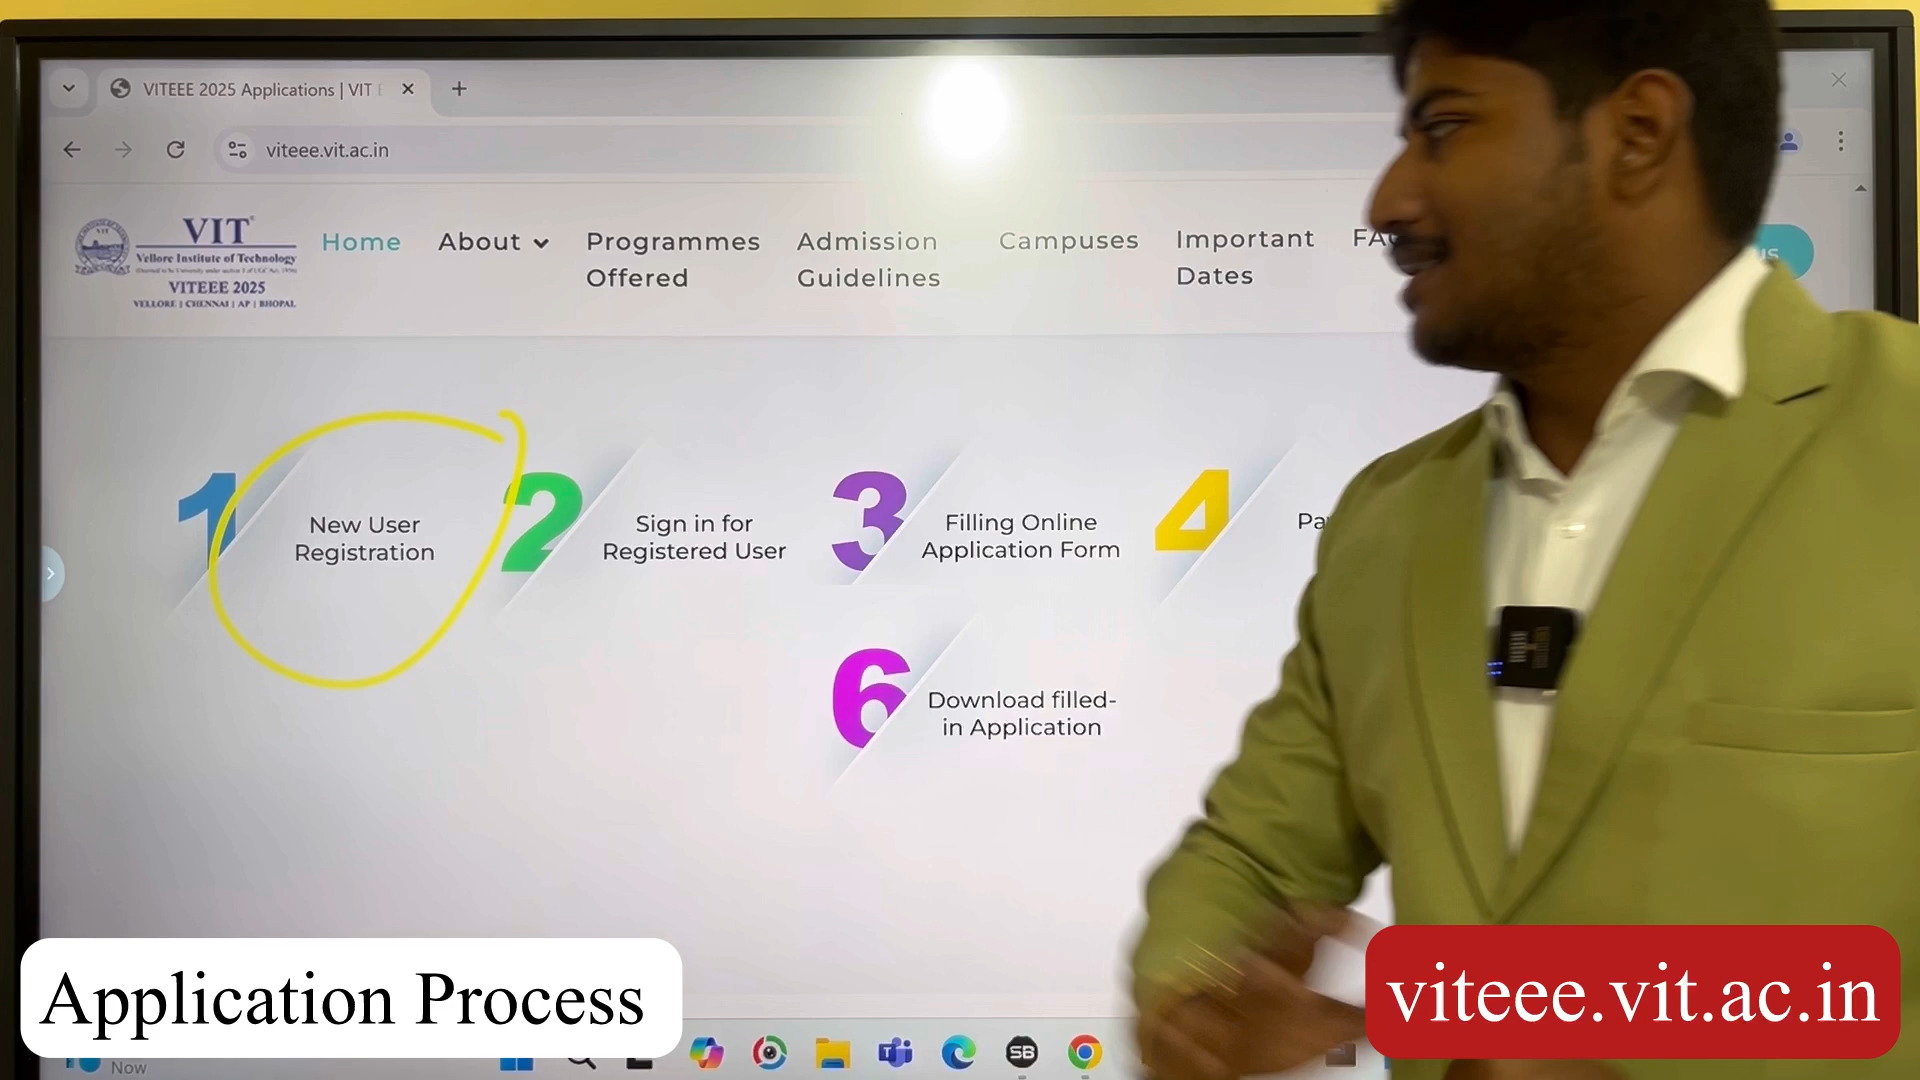 VITEEE 2025 Applications | VIT
viteee.vit.ac.in
VIT
Vellore Institute of Technology
VITEEE 2025
VELLORE | CHENNAI | AP | BHOPAL
Home
About
Programmes
Offered
Admission
Guidelines
Campuses
Important
Dates
1
New User
Registration
2
Sign in for
Registered User
3
Filling Online
Application Form
4
6
Download filled-
in Application
Application Process
viteee.vit.ac.in
SB
Now